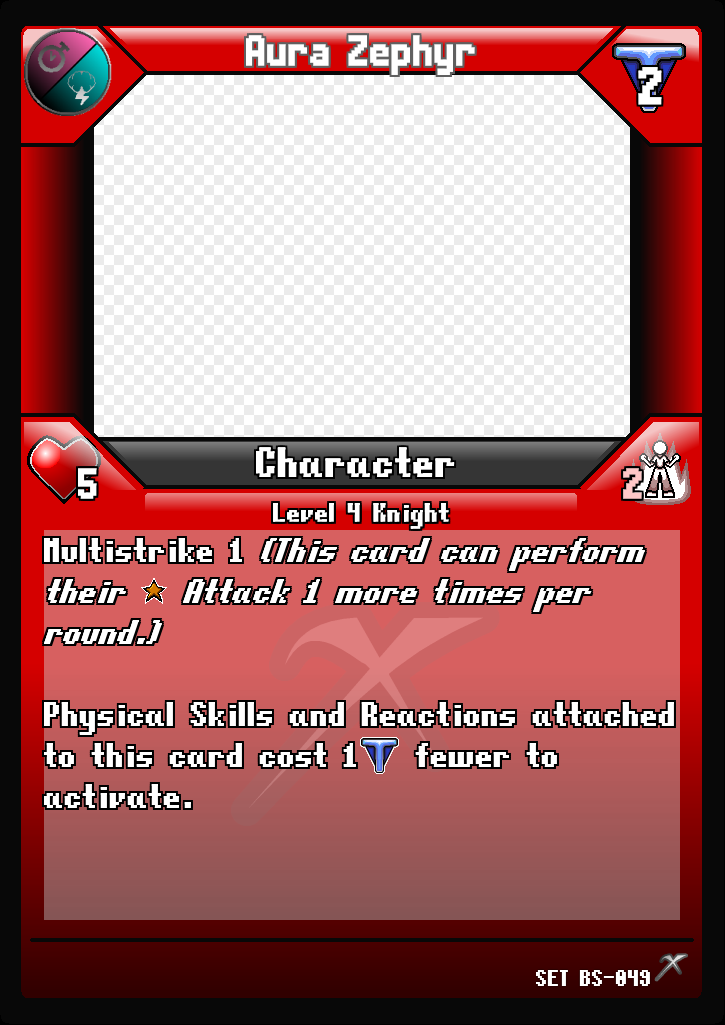 Aura Zephyr
2
Character
5
2
Level 4 Knight
Multistrike 1 (This card can perform
their Attack 1 more times per
round.)
Physical Skills and Reactions attached
to this card cost 1 fewer to
activate.
SET BS-049